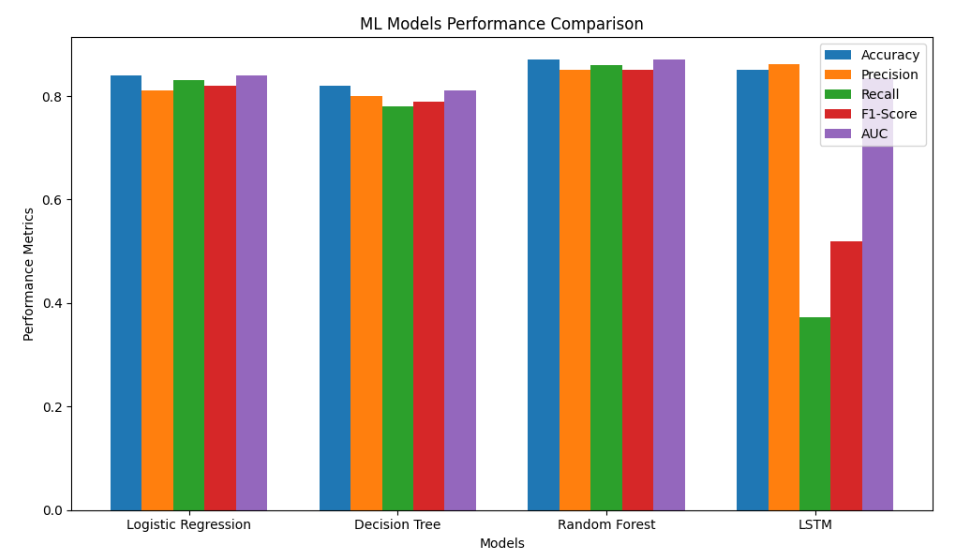 ML Models Performance Comparison
Accuracy
Precision
Recall
F1-Score
AUC
Performance Metrics
0.8
0.6
0.4
0.2
0.0
Logistic Regression
Decision Tree
Random Forest
LSTM
Models